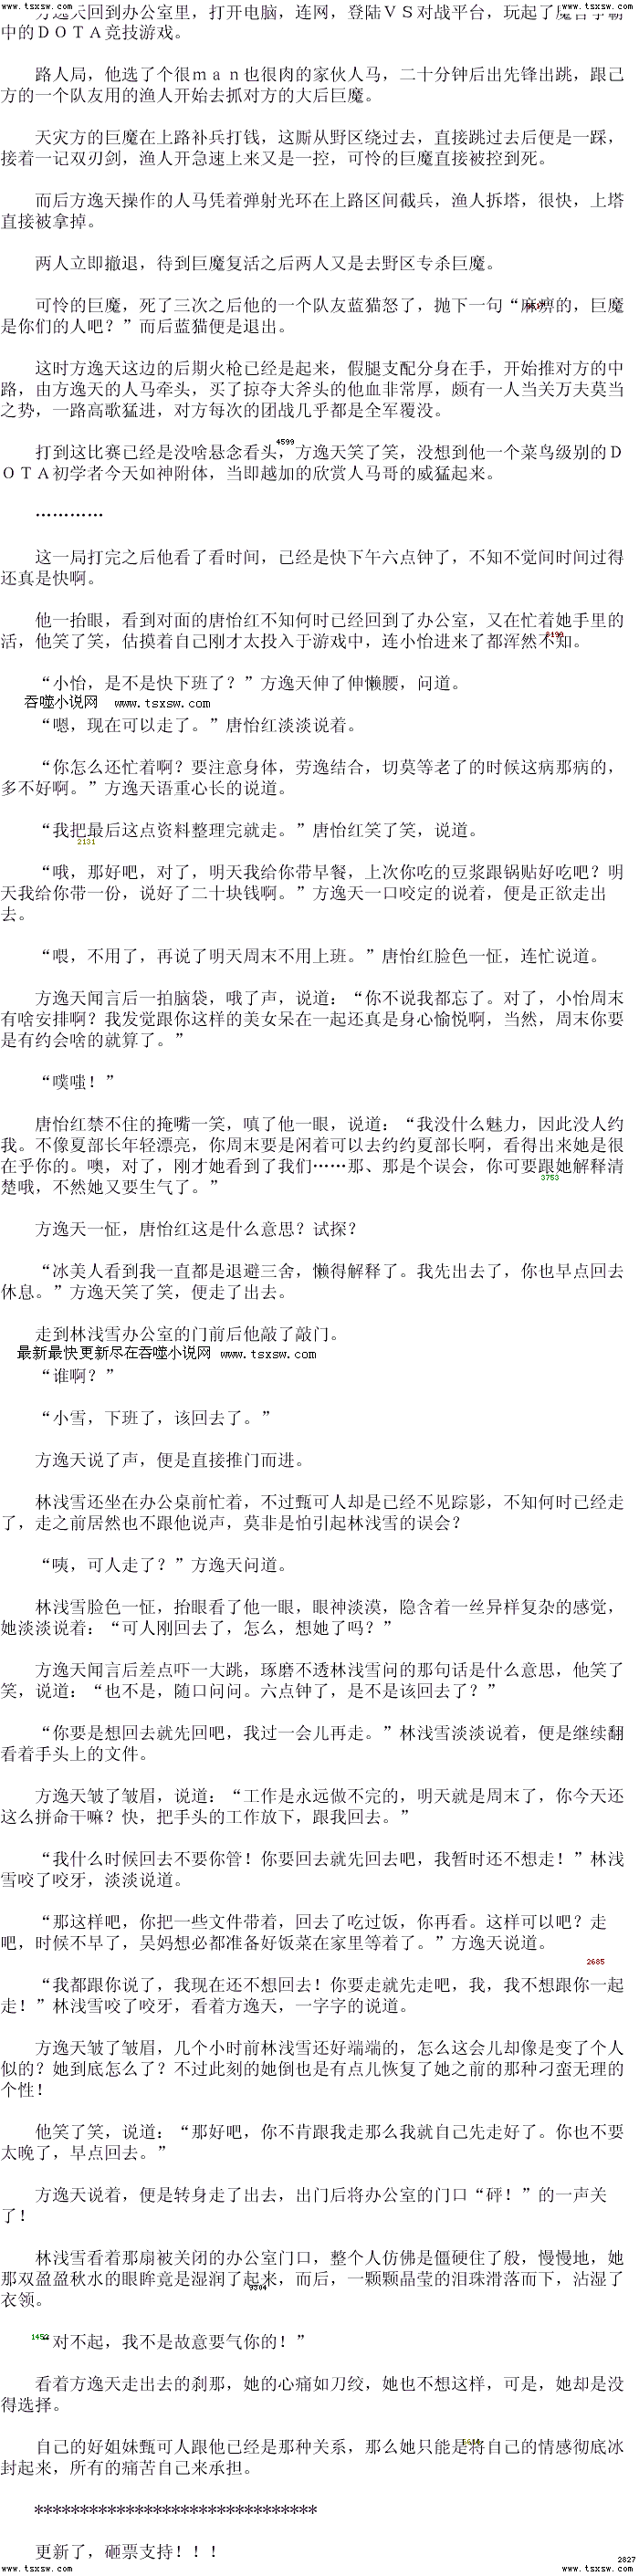 www.tsxsw.com www.tsxsw.com
方逸天回到办公室里，打开电脑，连网，登陆ＶＳ对战平台，玩起了魔兽争霸
中的ＤＯＴＡ竞技游戏。
路人局，他选了个很ｍａｎ也很肉的家伙人马，二十分钟后出先锋出跳，跟己
方的一个队友用的渔人开始去抓对方的大后巨魔。
天灾方的巨魔在上路补兵打钱，这厮从野区绕过去，直接跳过去后便是一踩，
接着一记双刃剑，渔人开急速上来又是一控，可怜的巨魔直接被控到死。
而后方逸天操作的人马凭着弹射光环在上路区间截兵，渔人拆塔，很快，上塔
直接被拿掉。
两人立即撤退，待到巨魔复活之后两人又是去野区专杀巨魔。
可怜的巨魔，死了三次之后他的一个队友蓝猫怒了，抛下一句“麻痹的，巨魔
是你们的人吧？”而后蓝猫便是退出。
这时方逸天这边的后期火枪已经是起来，假腿支配分身在手，开始推对方的中
路，由方逸天的人马牵头，买了掠夺大斧头的他血非常厚，颇有一人当关万夫莫当
之势，一路高歌猛进，对方每次的团战几乎都是全军覆没。
4599
打到这比赛已经是没啥悬念看头，方逸天笑了笑，没想到他一个菜鸟级别的Ｄ
ＯＴＡ初学者今天如神附体，当即越加的欣赏人马哥的威猛起来。
…………
这一局打完之后他看了看时间，已经是快下午六点钟了，不知不觉间时间过得
还真是快啊。
他一抬眼，看到对面的唐怡红不知何时已经回到了办公室，又在忙着她手里的
活，他笑了笑，估摸着自己刚才太投入于游戏中，连小怡进来了都浑然不知。
“小怡，是不是快下班了？”方逸天伸了伸懒腰，问道。
吞噬小说网 www.tsxsw.com
“嗯，现在可以走了。”唐怡红淡淡说着。
“你怎么还忙着啊？要注意身体，劳逸结合，切莫等老了的时候这病那病的，
多不好啊。”方逸天语重心长的说道。
“我把最后这点资料整理完就走。”唐怡红笑了笑，说道。
2131
“哦，那好吧，对了，明天我给你带早餐，上次你吃的豆浆跟锅贴好吃吧？明
天我给你带一份，说好了二十块钱啊。”方逸天一口咬定的说着，便是正欲走出
去。
“喂，不用了，再说了明天周末不用上班。”唐怡红脸色一怔，连忙说道。
方逸天闻言后一拍脑袋，哦了声，说道：“你不说我都忘了。对了，小怡周末
有啥安排啊？我发觉跟你这样的美女呆在一起还真是身心愉悦啊，当然，周末你要
是有约会啥的就算了。”
“噗嗤！”
唐怡红禁不住的掩嘴一笑，嗔了他一眼，说道：“我没什么魅力，因此没人约
我。不像夏部长年轻漂亮，你周末要是闲着可以去约约夏部长啊，看得出来她是很
在乎你的。噢，对了，刚才她看到了我们……那、那是个误会，你可要跟她解释清
3753
楚哦，不然她又要生气了。”
方逸天一怔，唐怡红这是什么意思？试探？
“冰美人看到我一直都是退避三舍，懒得解释了。我先出去了，你也早点回去
休息。”方逸天笑了笑，便走了出去。
走到林浅雪办公室的门前后他敲了敲门。
最新最快更新尽在吞噬小说网 www.tsxsw.com
“谁啊？”
“小雪，下班了，该回去了。”
方逸天说了声，便是直接推门而进。
林浅雪还坐在办公桌前忙着，不过甄可人却是已经不见踪影，不知何时已经走
了，走之前居然也不跟他说声，莫非是怕引起林浅雪的误会？
“咦，可人走了？”方逸天问道。
林浅雪脸色一怔，抬眼看了他一眼，眼神淡漠，隐含着一丝异样复杂的感觉，
她淡淡说着：“可人刚回去了，怎么，想她了吗？”
方逸天闻言后差点吓一大跳，琢磨不透林浅雪问的那句话是什么意思，他笑了
笑，说道：“也不是，随口问问。六点钟了，是不是该回去了？”
“你要是想回去就先回吧，我过一会儿再走。”林浅雪淡淡说着，便是继续翻
看着手头上的文件。
方逸天皱了皱眉，说道：“工作是永远做不完的，明天就是周末了，你今天还
这么拼命干嘛？快，把手头的工作放下，跟我回去。”
“我什么时候回去不要你管！你要回去就先回去吧，我暂时还不想走！”林浅
雪咬了咬牙，淡淡说道。
“那这样吧，你把一些文件带着，回去了吃过饭，你再看。这样可以吧？走
吧，时候不早了，吴妈想必都准备好饭菜在家里等着了。”方逸天说道。
2685
“我都跟你说了，我现在还不想回去！你要走就先走吧，我，我不想跟你一起
走！”林浅雪咬了咬牙，看着方逸天，一字字的说道。
方逸天皱了皱眉，几个小时前林浅雪还好端端的，怎么这会儿却像是变了个人
似的？她到底怎么了？不过此刻的她倒也是有点儿恢复了她之前的那种刁蛮无理的
个性！
他笑了笑，说道：“那好吧，你不肯跟我走那么我就自己先走好了。你也不要
太晚了，早点回去。”
方逸天说着，便是转身走了出去，出门后将办公室的门口“砰！”的一声关
了！
林浅雪看着那扇被关闭的办公室门口，整个人仿佛是僵硬住了般，慢慢地，她
那双盈盈秋水的眼眸竟是湿润了起来，而后，一颗颗晶莹的泪珠滑落而下，沾湿了
9304
衣领。
1452
“对不起，我不是故意要气你的！”
看着方逸天走出去的刹那，她的心痛如刀绞，她也不想这样，可是，她却是没
得选择。
自己的好姐妹甄可人跟他已经是那种关系，那么她只能是将自己的情感彻底冰
封起来，所有的痛苦自己来承担。
*******************************
更新了，砸票支持！！！
2827
www.tsxsw.com www.tsxsw.com